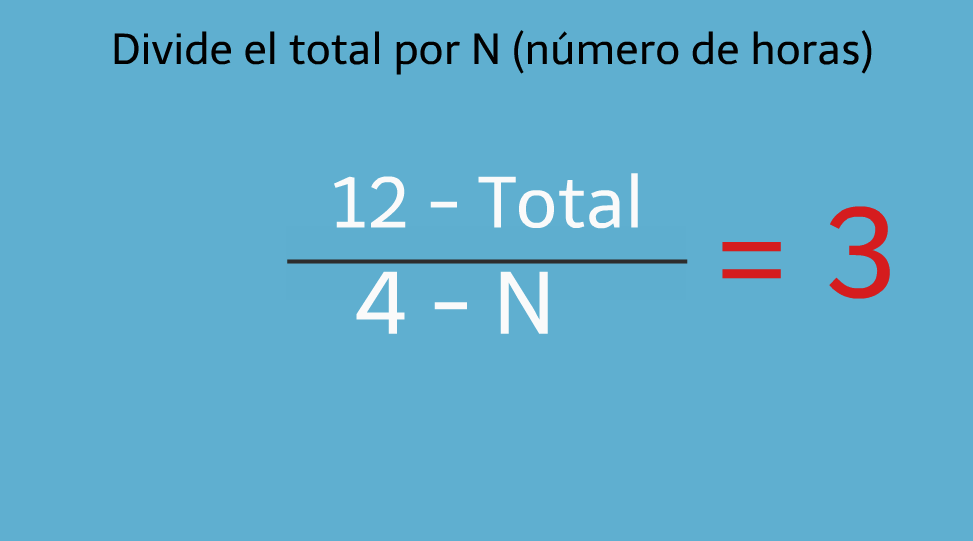 Divide el total por N (número de horas)
12 - Total
4 - N
= 3